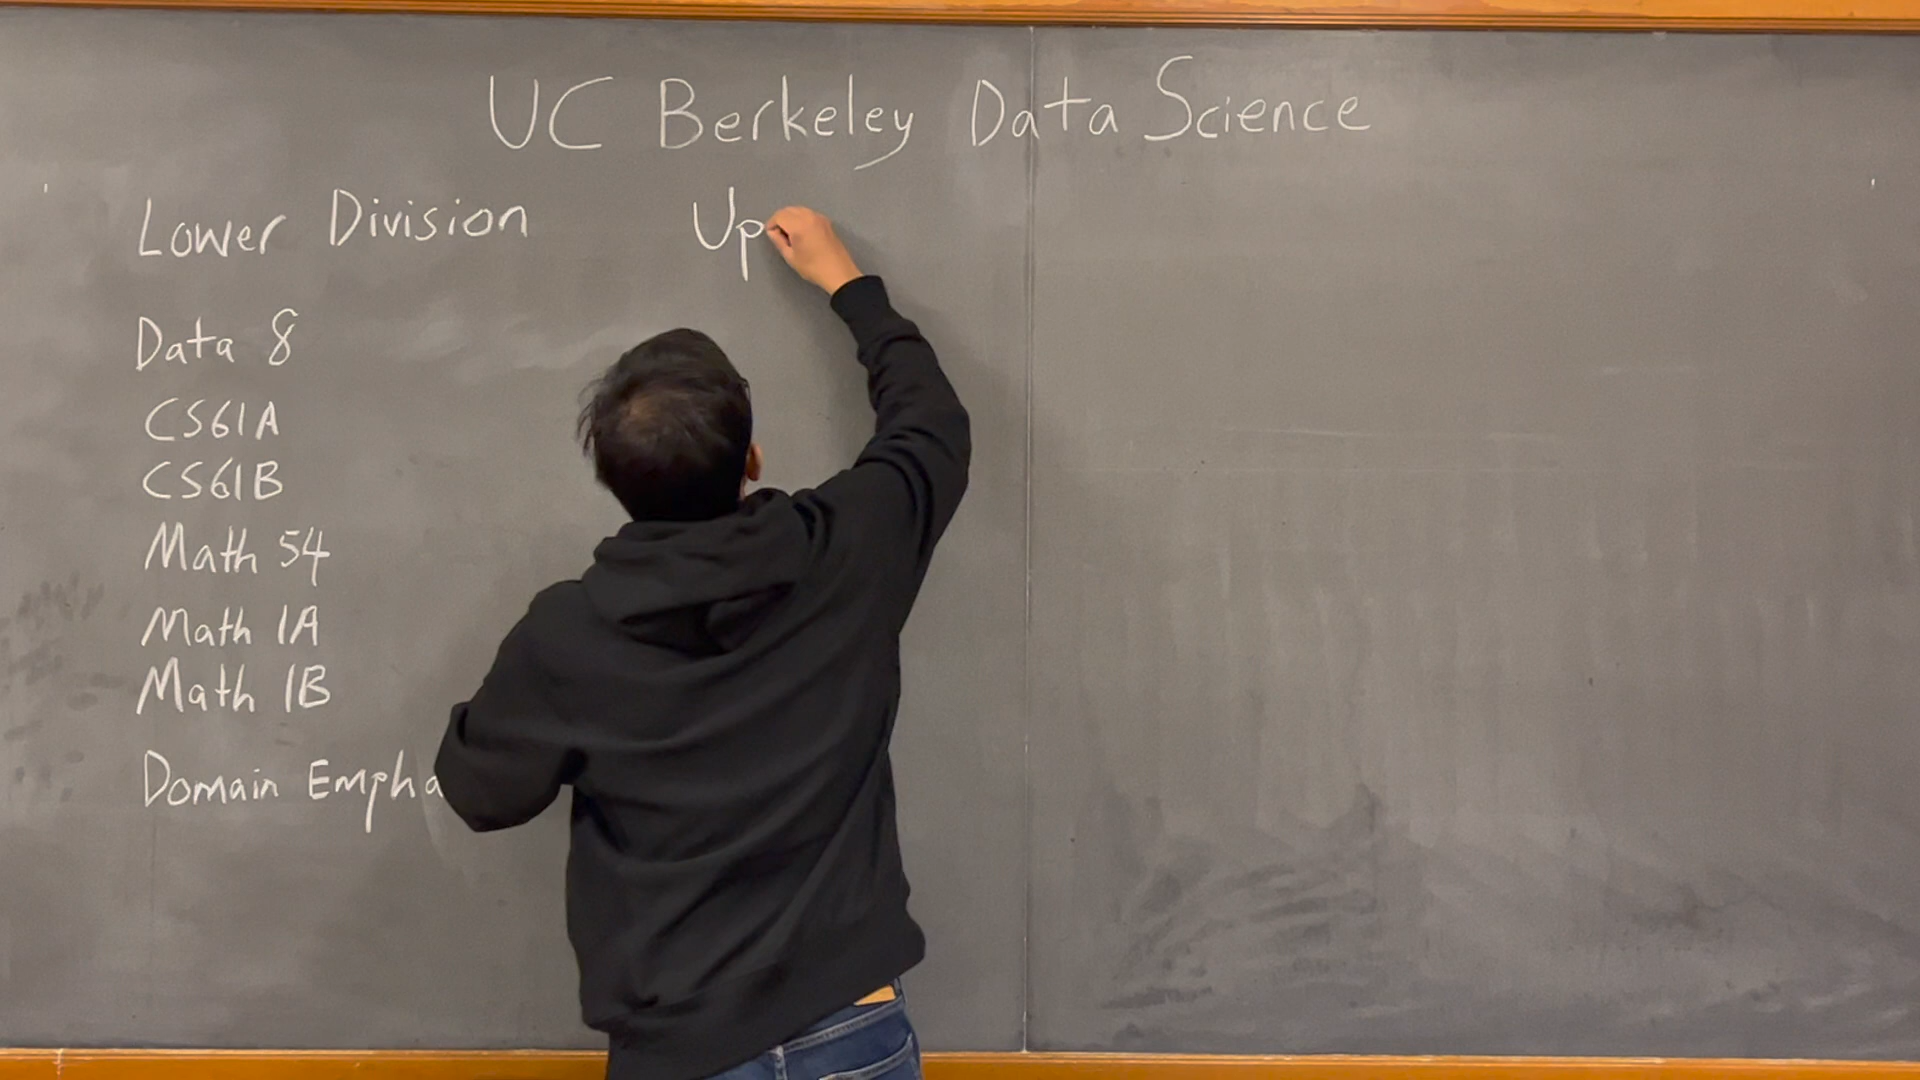 UC Berkeley Data Science
Lower Division
Up
Data 8
CS61A
CS61B
Math 54
Math 1A
Math 1B
Domain Empha